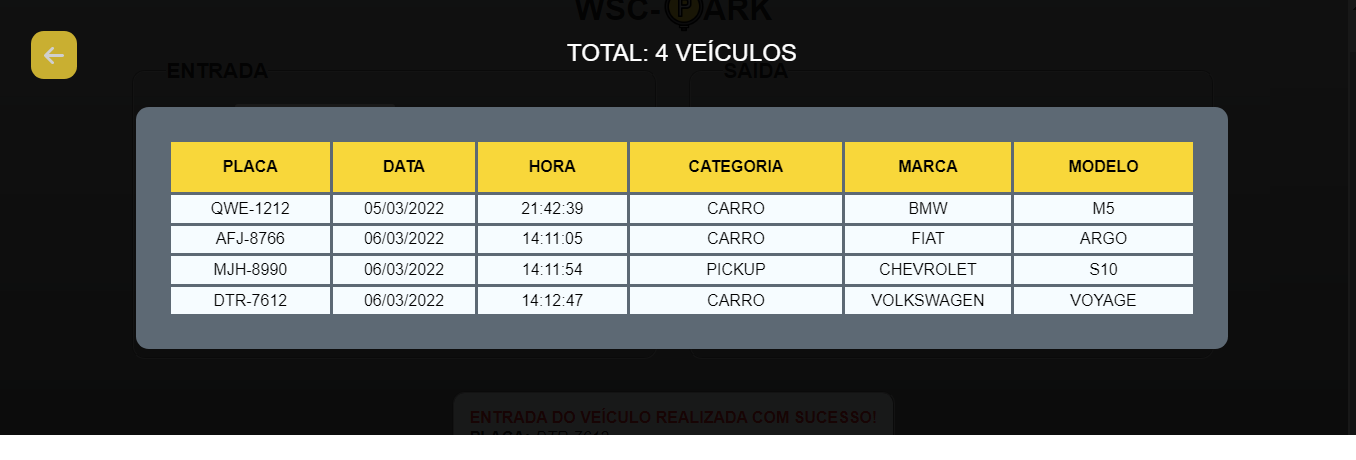 WSC-PARK
TOTAL: 4 VEÍCULOS
ENTRADA SAÍDA
PLACA DATA HORA CATEGORIA MARCA MODELO
QWE-1212 05/03/2022 21:42:39 CARRO BMW M5
AFJ-8766 06/03/2022 14:11:05 CARRO FIAT ARGO
MJH-8990 06/03/2022 14:11:54 PICKUP CHEVROLET S10
DTR-7612 06/03/2022 14:12:47 CARRO VOLKSWAGEN VOYAGE
ENTRADA DO VEÍCULO REALIZADA COM SUCESSO!
PLACA: DTR-7612